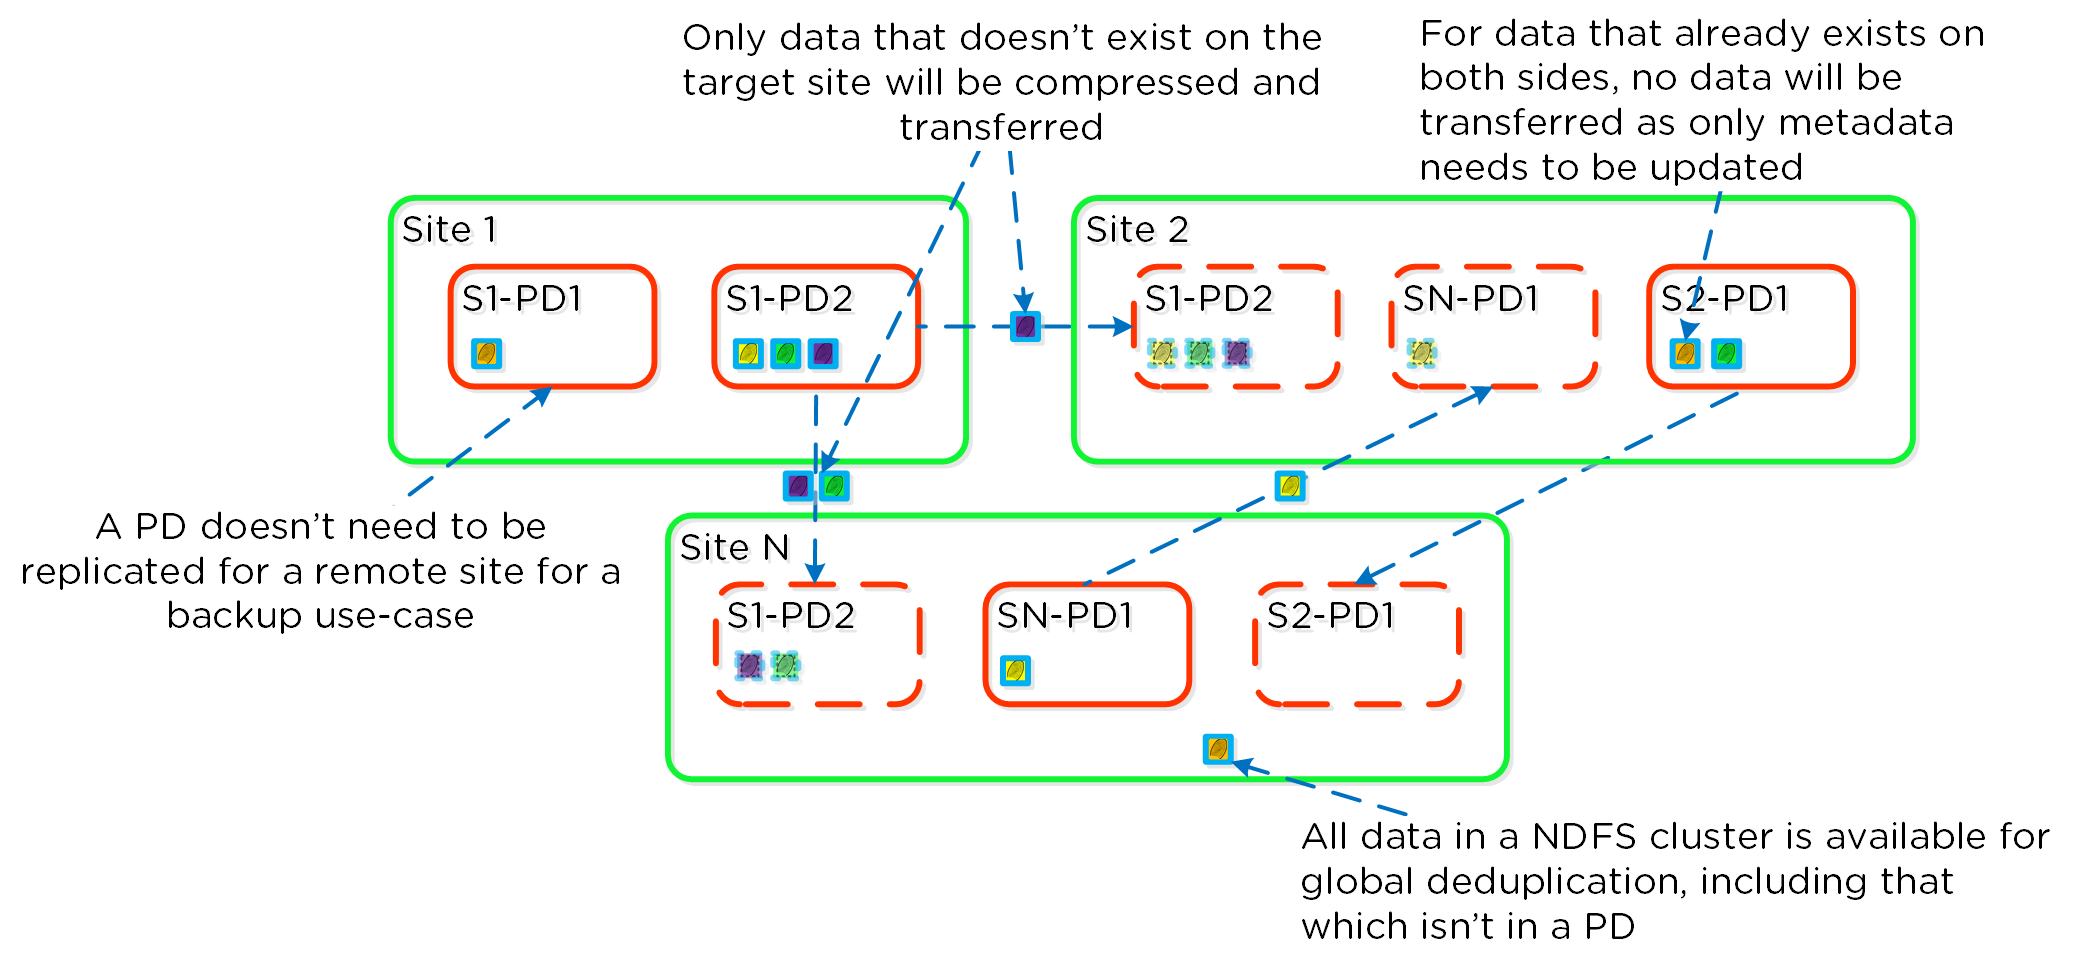 Only data that doesn't exist on the
target site will be compressed and
transferred
For data that already exists on
both sides, no data will be
transferred as only metadata
needs to be updated
Site 1
S1-PD1
S1-PD2
Site 2
S1-PD2
SN-PD1
S2-PD1
A PD doesn't need to be
replicated for a remote site for a
backup use-case
Site N
S1-PD2
SN-PD1
S2-PD1
All data in a NDFS cluster is available for
global deduplication, including that
which isn't in a PD